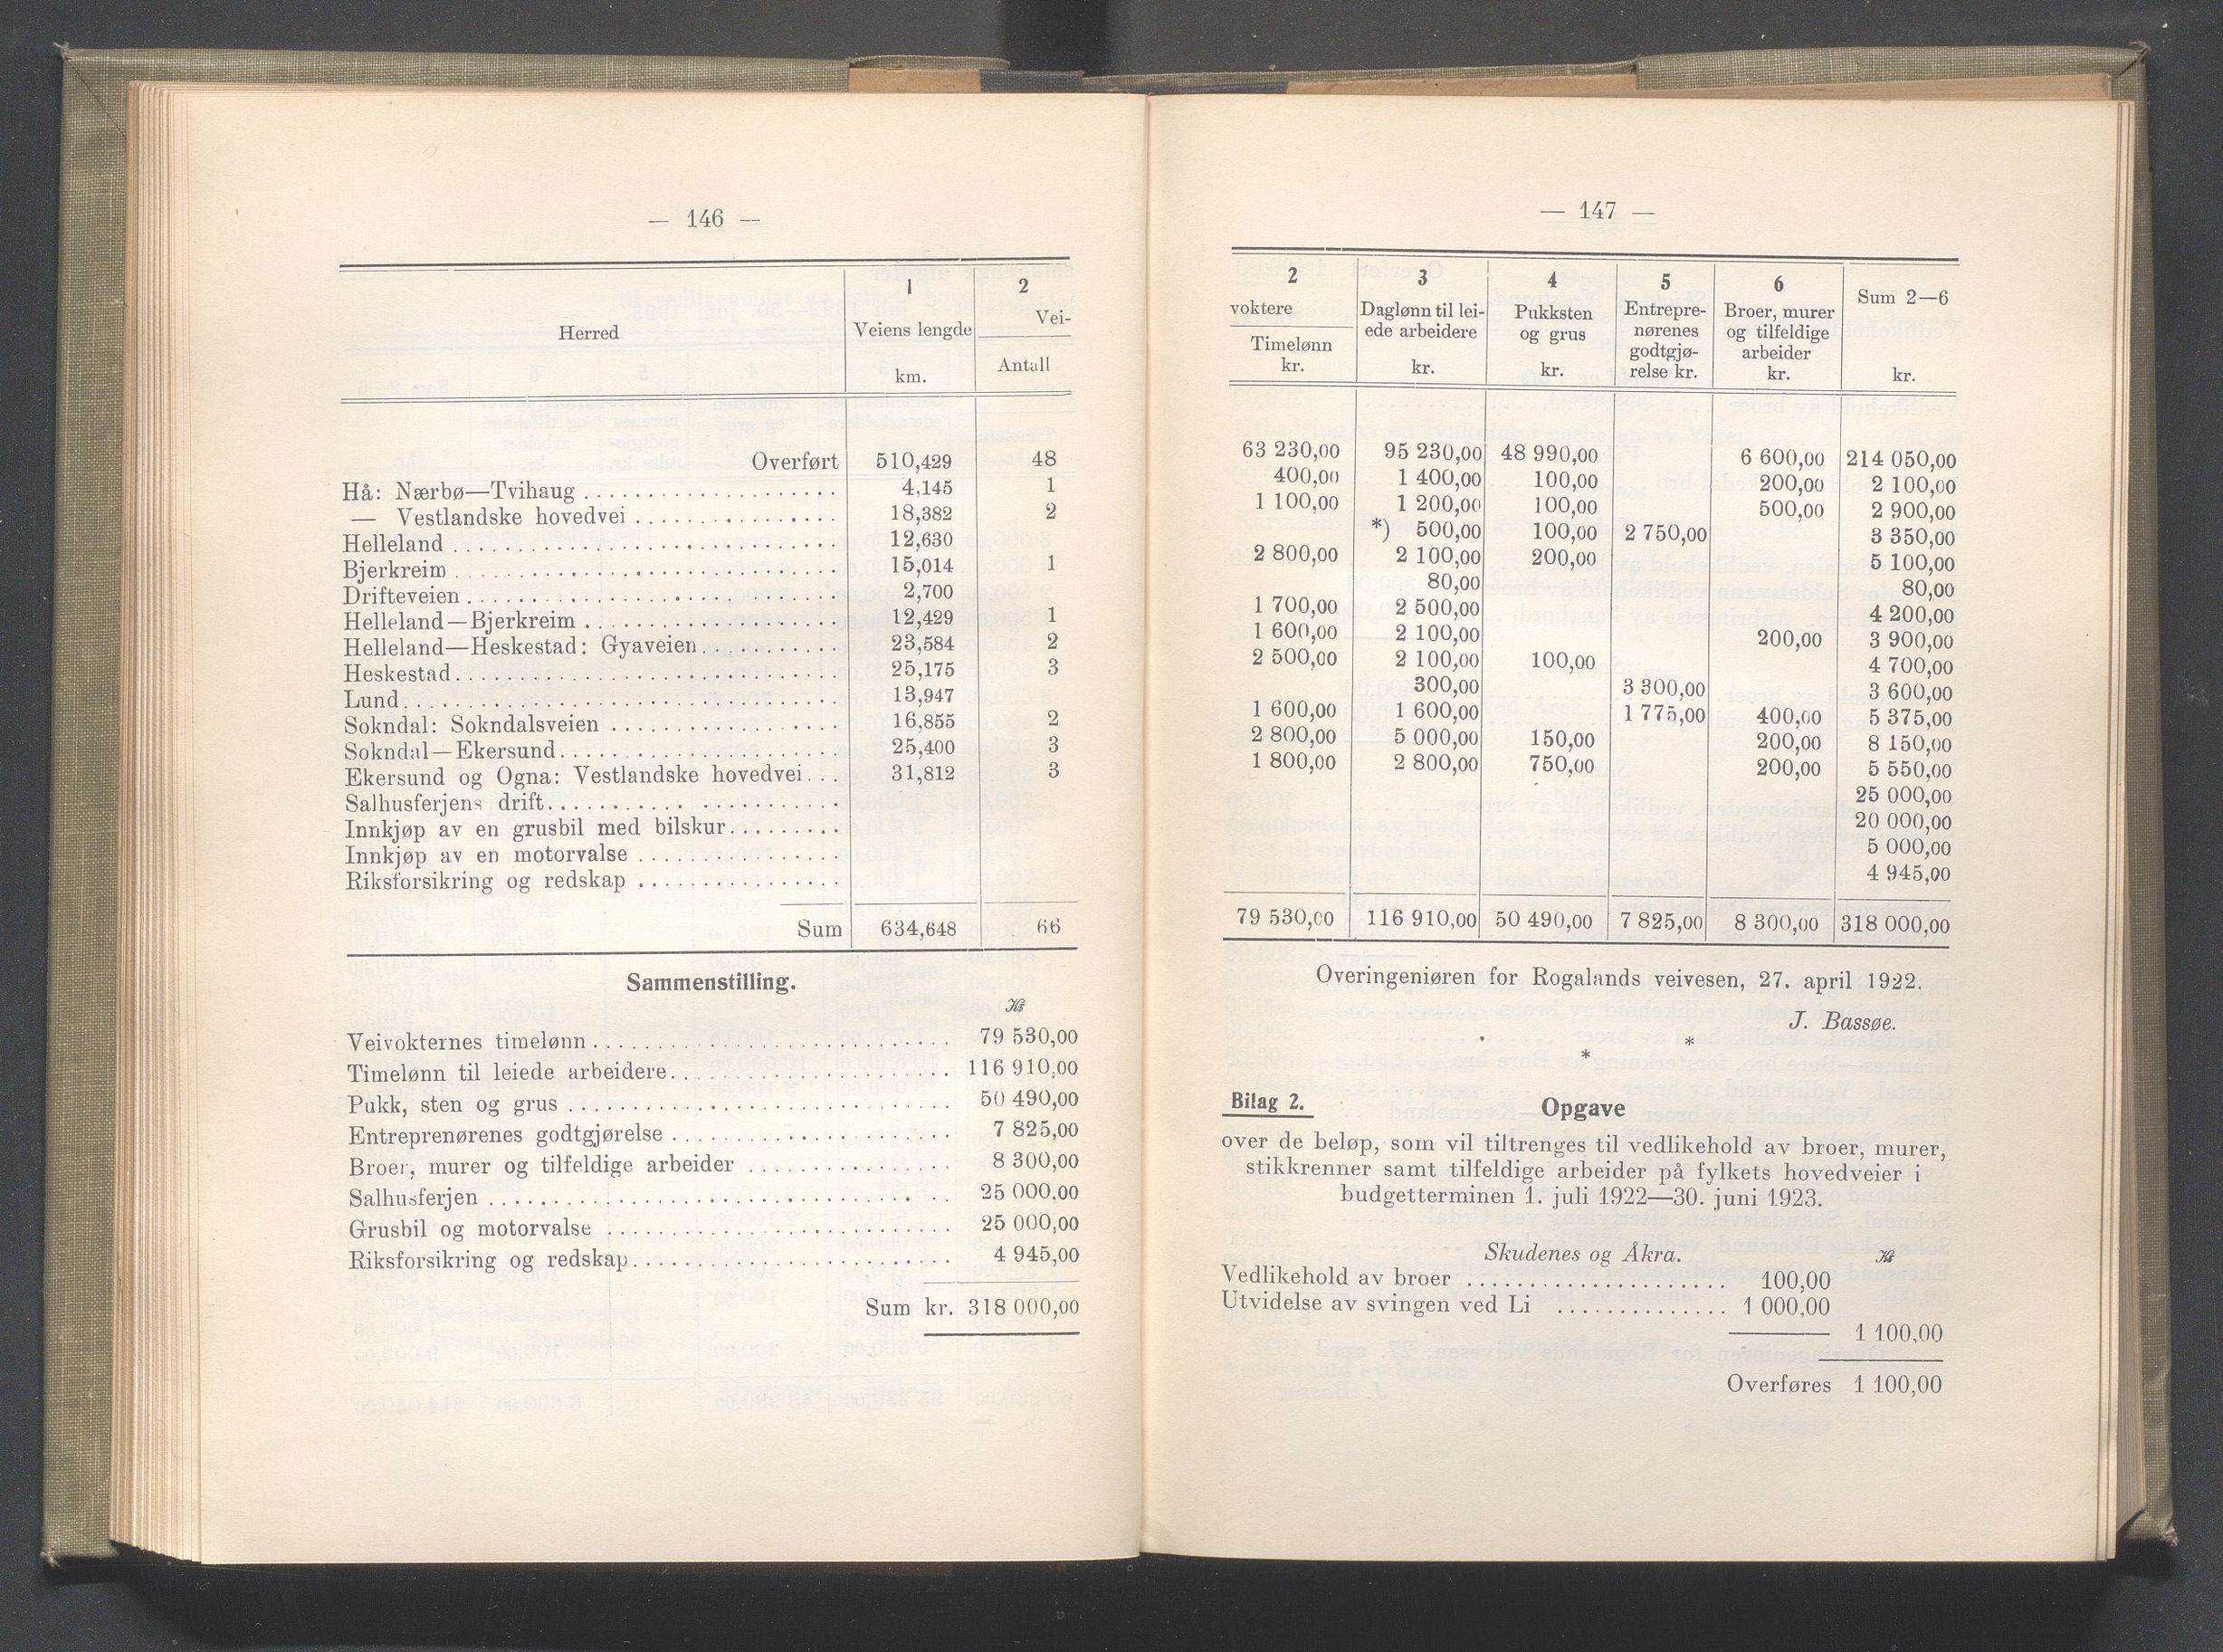 — 146 —
Herred | 1 Veiens lengde km. | 2 Vei- Antall
Overført 510,429 48
Hå: Nærbø—Tvihaug 4,145 1
— Vestlandske hovedvei 18,382 2
Helleland 12,630
Bjerkreim 15,014 1
Drifteveien 2,700
Helleland—Bjerkreim 12,429 1
Helleland—Heskestad: Gyaveien 23,584 2
Heskestad 25,175 3
Lund 13,947
Sokndal: Sokndalsveien 16,855 2
Sokndal—Ekersund 25,400 3
Ekersund og Ogna: Vestlandske hovedvei 31,812 3
Salhusferjens drift
Innkjøp av en grusbil med bilskur
Innkjøp av en motorvalse
Riksforsikring og redskap
Sum 634,648 66
Sammenstilling.
Kr
Veivokternes timelønn 79 530,00
Timelønn til leiede arbeidere 116 910,00
Pukk, sten og grus 50 490,00
Entreprenørenes godtgjørelse 7 825,00
Broer, murer og tilfeldige arbeider 8 300,00
Salhusferjen 25 000,00
Grusbil og motorvalse 25 000,00
Riksforsikring og redskap 4 945,00
Sum kr. 318 000,00
— 147 —
2 voktere Timelønn kr. | 3 Daglønn til lei- ede arbeidere kr. | 4 Pukksten og grus kr. | 5 Entrepre- nørenes godtgjø- relse kr. | 6 Broer, murer og tilfeldige arbeider kr. | Sum 2—6 kr.
63 230,00 95 230,00 48 990,00 6 600,00 214 050,00
400,00 1 400,00 100,00 200,00 2 100,00
1 100,00 1 200,00 100,00 500,00 2 900,00
*) 500,00 100,00 2 750,00 3 350,00
2 800,00 2 100,00 200,00 5 100,00
80,00 80,00
1 700,00 2 500,00 4 200,00
1 600,00 2 100,00 200,00 3 900,00
2 500,00 2 100,00 100,00 4 700,00
300,00 3 300,00 3 600,00
1 600,00 1 600,00 1 775,00 400,00 5 375,00
2 800,00 5 000,00 150,00 200,00 8 150,00
1 800,00 2 800,00 750,00 200,00 5 550,00
25 000,00
20 000,00
5 000,00
4 945,00
79 530,00 116 910,00 50 490,00 7 825,00 8 300,00 318 000,00
Overingeniøren for Rogalands veivesen, 27. april 1922.
J. Bassøe.
* *
Bilag 2. Opgave
over de beløp, som vil tiltrenges til vedlikehold av broer, murer,
stikkrenner samt tilfeldige arbeider på fylkets hovedveier i
budgetterminen 1. juli 1922—30. juni 1923.
Skudenes og Åkra. Kr
Vedlikehold av broer 100,00
Utvidelse av svingen ved Li 1 000,00
1 100,00
Overføres 1 100,00